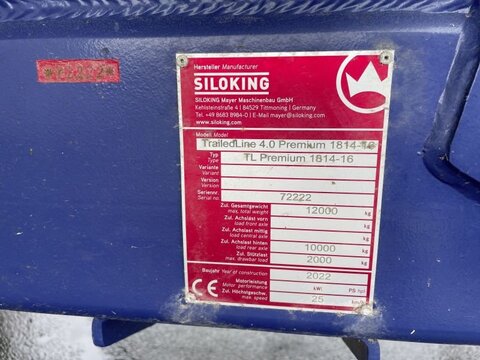 Hersteller Manufacturer
SILOKING
SILOKING Mayer Maschinenbau GmbH
Kehlsteinstraße 4 | 84529 Tittmoning | Germany
Tel. +49 8683 8984-0 | E-Mail mayer@siloking.com
www.siloking.com
Modell Model
TrailedLine 4.0 Premium 1814-16
Typ
Type
TL Premium 1814-16
Variante
Variant
Version
Version
Seriennr.
Serial no.
72222
Zul. Gesamtgewicht
max. total weight
12000 kg
Zul. Achslast vorn
load front axle
kg
Zul. Achslast mittig
load central axle
kg
Zul. Achslast hinten
load rear axle
10000 kg
Zul. Stützlast
max. drawbar load
2000 kg
Baujahr Year of construction
2022
Motorleistung
Motor performance
kW PS hp
Zul. Höchstgeschw.
max. speed
25 km/h
CE